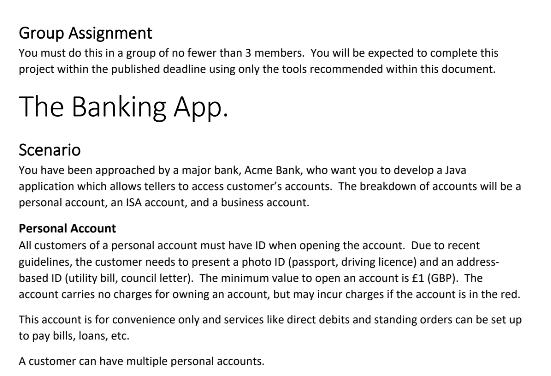 Group Assignment
You must do this in a group of no fewer than 3 members.  You will be expected to complete this
project within the published deadline using only the tools recommended within this document.
The Banking App.
Scenario
You have been approached by a major bank, Acme Bank, who want you to develop a Java
application which allows tellers to access customer's accounts.  The breakdown of accounts will be a
personal account, an ISA account, and a business account.
Personal Account
All customers of a personal account must have ID when opening the account.  Due to recent
guidelines, the customer needs to present a photo ID (passport, driving licence) and an address-
based ID (utility bill, council letter).  The minimum value to open an account is £1 (GBP).  The
account carries no charges for owning an account, but may incur charges if the account is in the red.
This account is for convenience only and services like direct debits and standing orders can be set up
to pay bills, loans, etc.
A customer can have multiple personal accounts.